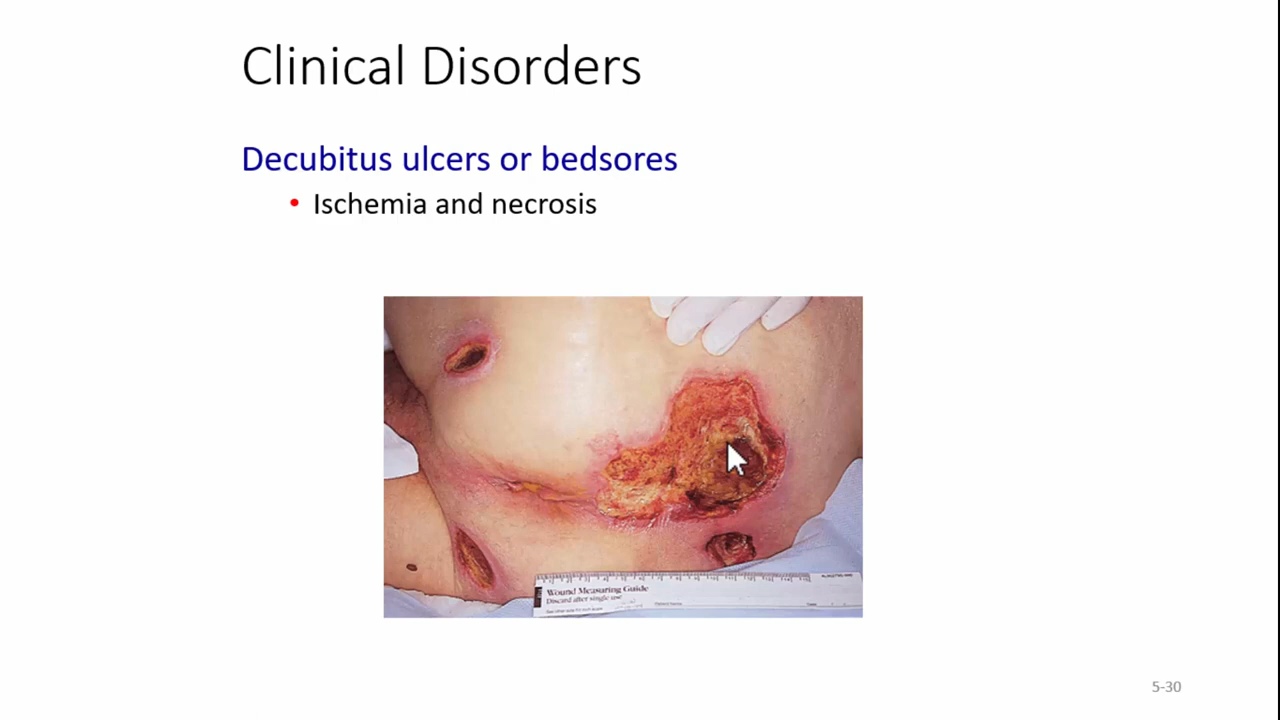 Clinical Disorders
Decubitus ulcers or bedsores
• Ischemia and necrosis
Wound Measuring Guide
Discard after single use
5-30